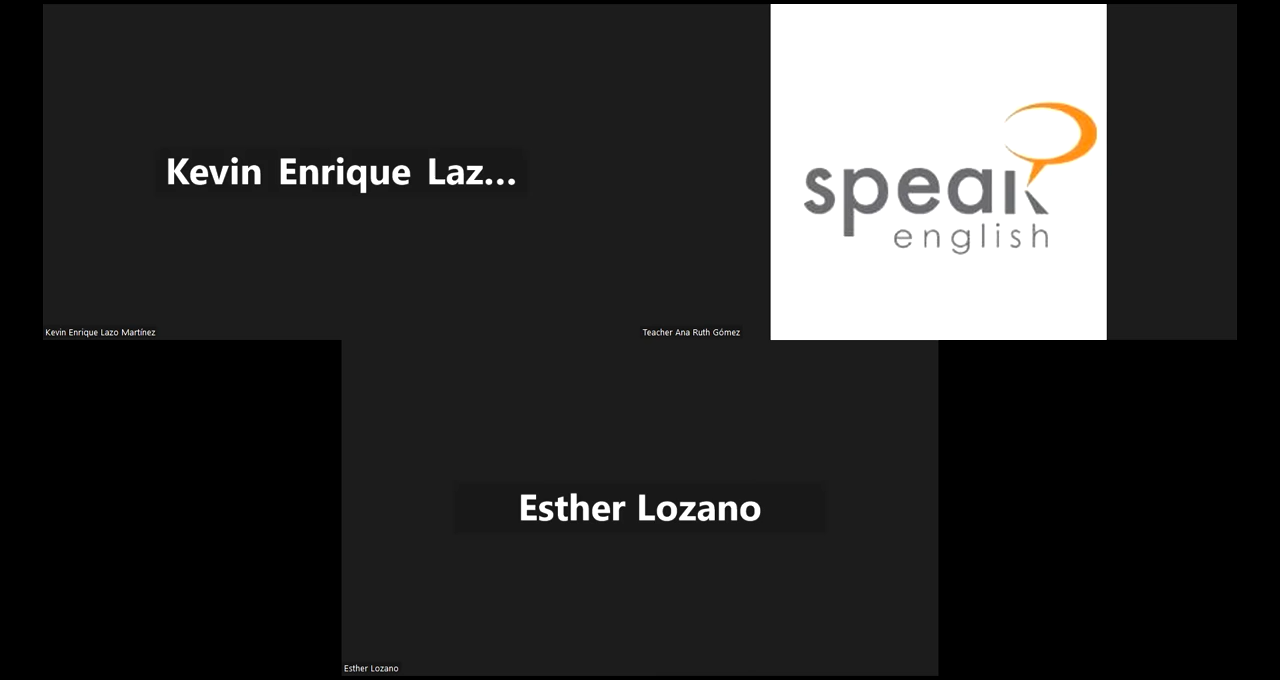 Kevin Enrique Laz...
speak
english
Kevin Enrique Lazo Martínez
Teacher Ana Ruth Gómez
Esther Lozano
Esther Lozano